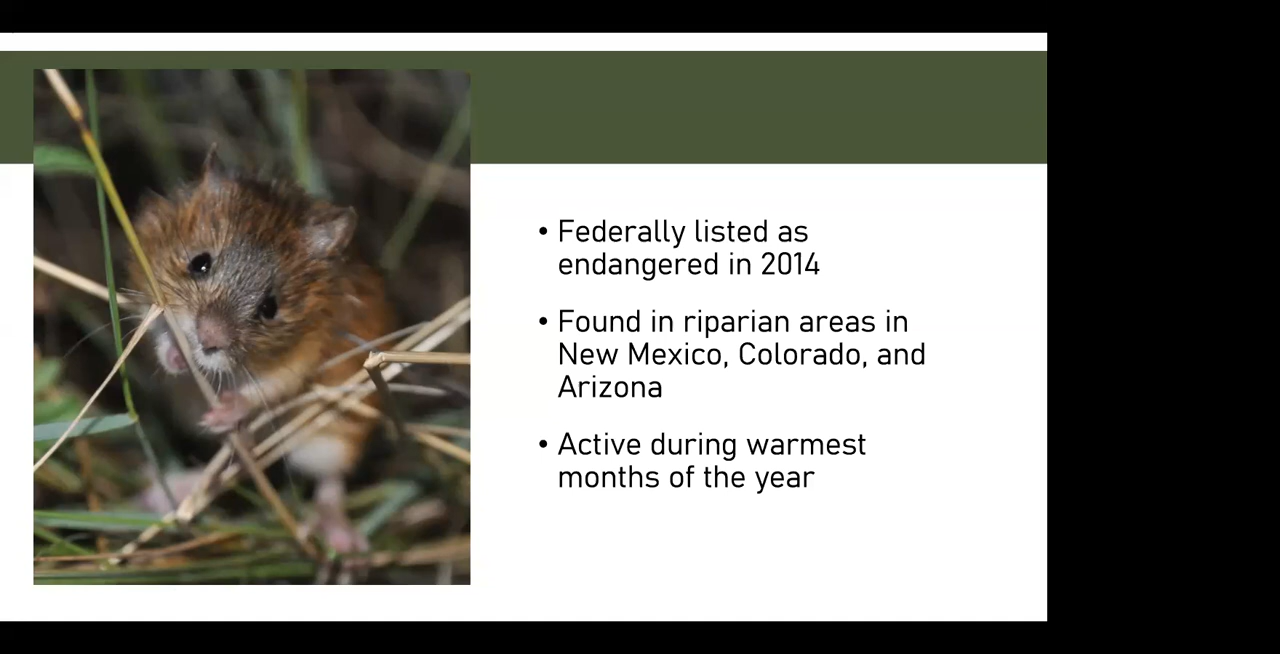 • Federally listed as
endangered in 2014
• Found in riparian areas in
New Mexico, Colorado, and
Arizona
• Active during warmest
months of the year